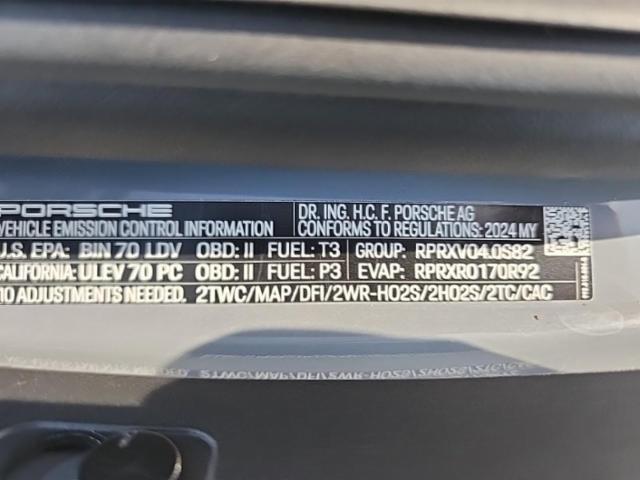 PORSCHE
VEHICLE EMISSION CONTROL INFORMATION
DR. ING. H.C. F. PORSCHE AG
CONFORMS TO REGULATIONS: 2024 MY
U.S. EPA: BIN 70 LDV OBD: II FUEL: T3 GROUP: RPRXV04.0S82
CALIFORNIA: ULEV 70 PC OBD: II FUEL: P3 EVAP: RPRXR0170R92
NO ADJUSTMENTS NEEDED. 2TWC/MAP/DFI/2WR-HO2S/2HO2S/2TC/CAC